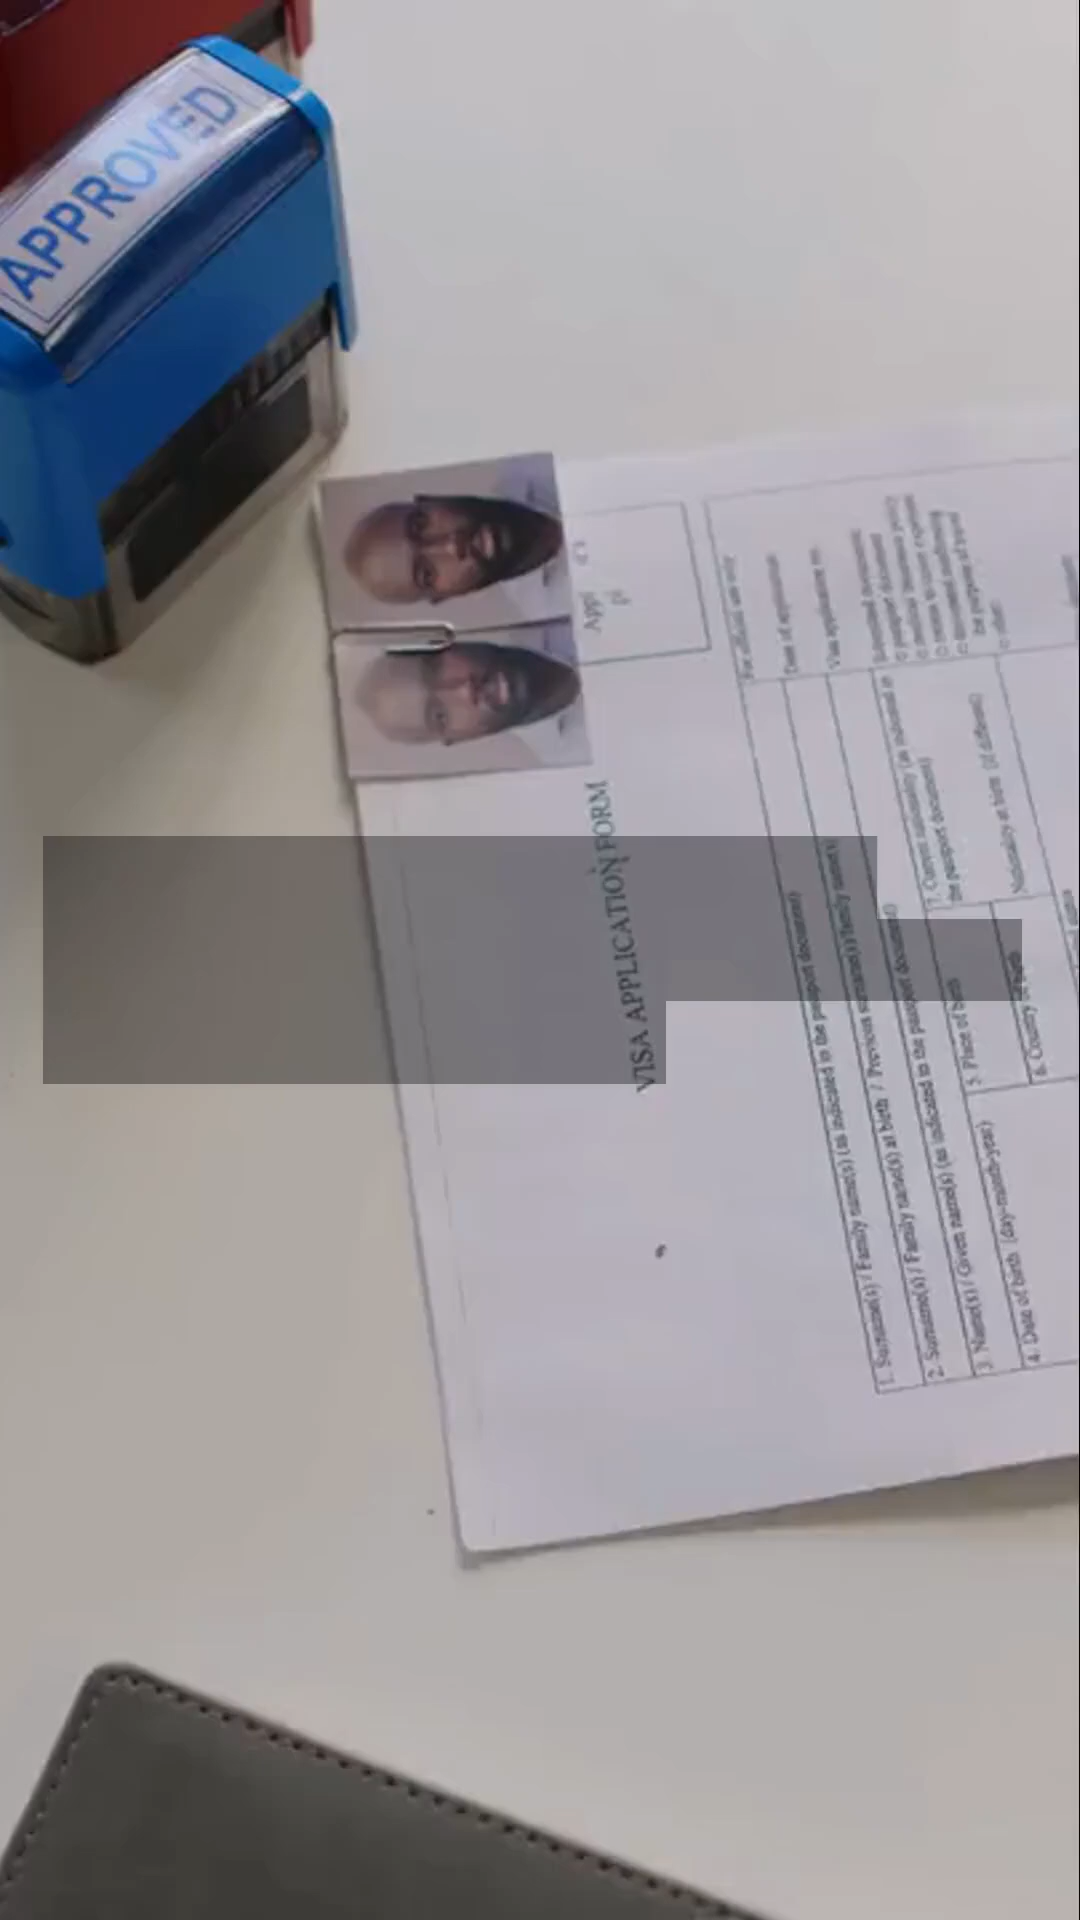 APPROVED
VISA APPLICATION FORM
For official use only
Date of application:
Visa application no.
1. Surname(s) / Family name(s) (as indicated in the passport document)
2. Surname(s) / Family name(s) at birth / Previous surname(s) / family name(s)
3. Name(s) / Given name(s) (as indicated to the passport document)
4. Date of birth (day-month-year)
5. Place of birth
6. Country of birth
7. Current nationality (as indicated in
the passport document)
Nationality at birth (if different)